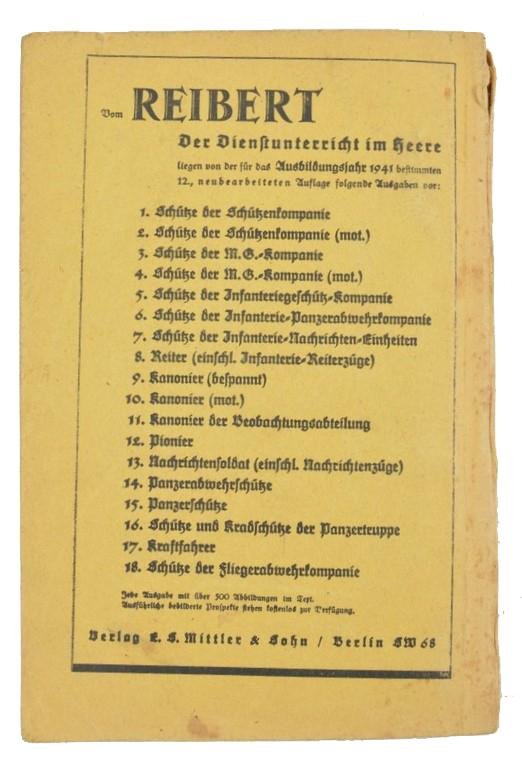 Vom REIBERT
Der Dienstunterricht im Heere
liegen von der für das Ausbildungsjahr 1941 bestimmten
12., neubearbeiteten Auflage folgende Ausgaben vor:
1. Schütze der Schützenkompanie
2. Schütze der Schützenkompanie (mot.)
3. Schütze der M.G.-Kompanie
4. Schütze der M.G.-Kompanie (mot.)
5. Schütze der Infanteriegeschütz-Kompanie
6. Schütze der Infanterie-Panzerabwehrkompanie
7. Schütze der Infanterie-Nachrichten-Einheiten
8. Reiter (einschl. Infanterie-Reiterzüge)
9. Kanonier (bespannt)
10. Kanonier (mot.)
11. Kanonier der Beobachtungsabteilung
12. Pionier
13. Nachrichtensoldat (einschl. Nachrichtenzüge)
14. Panzerabwehrschütze
15. Panzerschütze
16. Schütze und Kradschütze der Panzertruppe
17. Kraftfahrer
18. Schütze der Fliegerabwehrkompanie
Jede Ausgabe mit über 500 Abbildungen im Text.
Ausführliche bebilderte Prospekte stehen kostenlos zur Verfügung.
Verlag E. S. Mittler & Sohn / Berlin SW 68